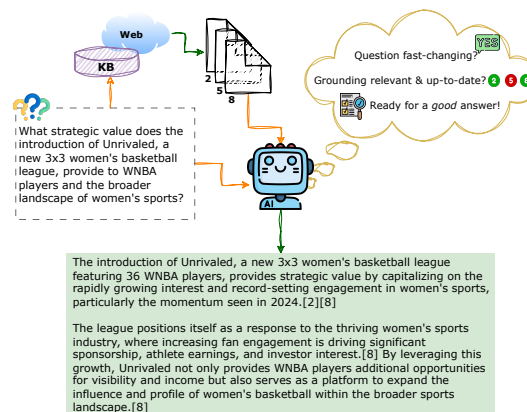 Web
KB
2
5
8
Question fast-changing?
YES
Grounding relevant & up-to-date? 2 5 8
Ready for a good answer!
What strategic value does the
introduction of Unrivaled, a
new 3x3 women's basketball
league, provide to WNBA
players and the broader
landscape of women's sports?
AI
The introduction of Unrivaled, a new 3x3 women's basketball league
featuring 36 WNBA players, provides strategic value by capitalizing on the
rapidly growing interest and record-setting engagement in women's sports,
particularly the momentum seen in 2024.[2][8]
The league positions itself as a response to the thriving women's sports
industry, where increasing fan engagement is driving significant
sponsorship, athlete earnings, and investor interest.[8] By leveraging this
growth, Unrivaled not only provides WNBA players additional opportunities
for visibility and income but also serves as a platform to expand the
influence and profile of women's basketball within the broader sports
landscape.[8]